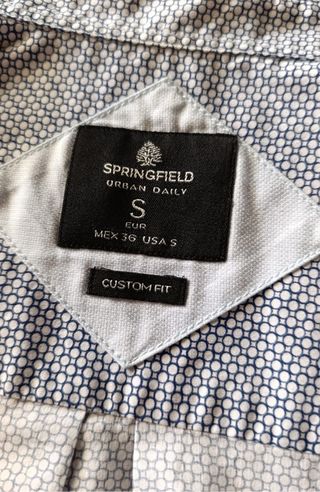 SPRINGFIELD
URBAN DAILY
S
EUR
MEX 36 USA S
CUSTOM FIT